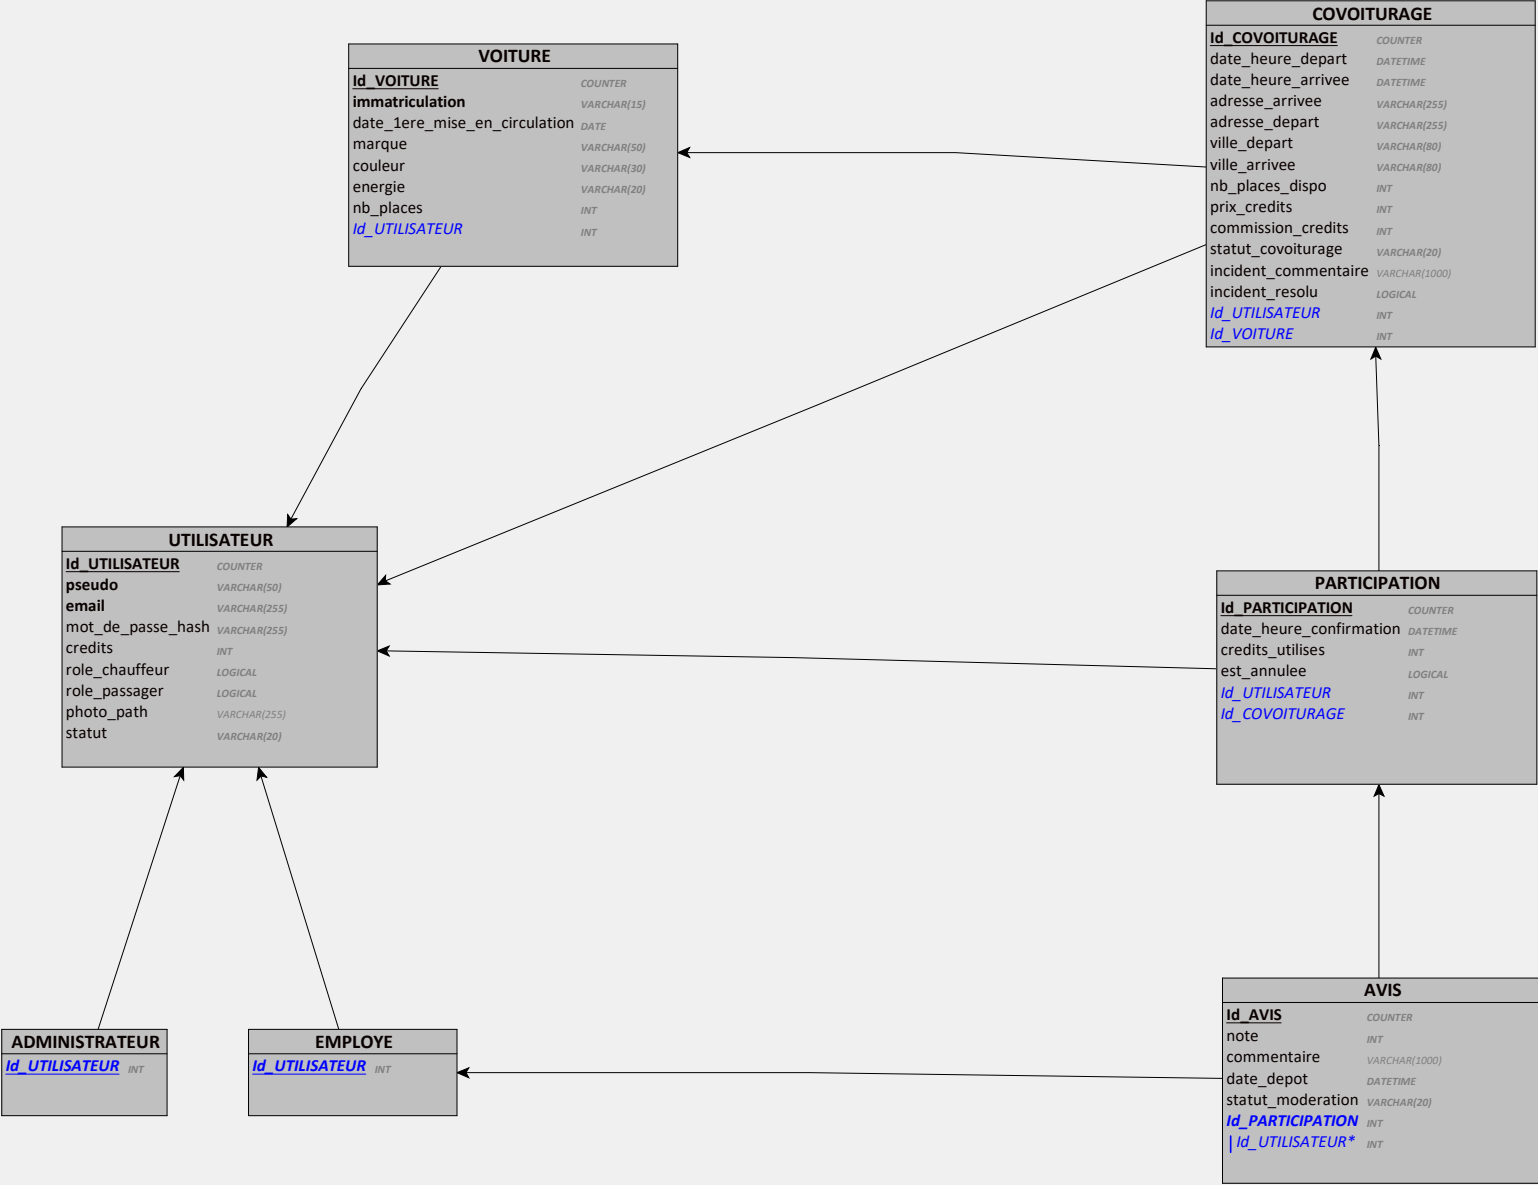 COVOITURAGE
Id_COVOITURAGE COUNTER
date_heure_depart DATETIME
date_heure_arrivee DATETIME
adresse_arrivee VARCHAR(255)
adresse_depart VARCHAR(255)
ville_depart VARCHAR(80)
ville_arrivee VARCHAR(80)
nb_places_dispo INT
prix_credits INT
commission_credits INT
statut_covoiturage VARCHAR(20)
incident_commentaire VARCHAR(1000)
incident_resolu LOGICAL
Id_UTILISATEUR INT
Id_VOITURE INT
VOITURE
Id_VOITURE COUNTER
immatriculation VARCHAR(15)
date_1ere_mise_en_circulation DATE
marque VARCHAR(50)
couleur VARCHAR(30)
energie VARCHAR(20)
nb_places INT
Id_UTILISATEUR INT
UTILISATEUR
Id_UTILISATEUR COUNTER
pseudo VARCHAR(50)
email VARCHAR(255)
mot_de_passe_hash VARCHAR(255)
credits INT
role_chauffeur LOGICAL
role_passager LOGICAL
photo_path VARCHAR(255)
statut VARCHAR(20)
PARTICIPATION
Id_PARTICIPATION COUNTER
date_heure_confirmation DATETIME
credits_utilises INT
est_annulee LOGICAL
Id_UTILISATEUR INT
Id_COVOITURAGE INT
ADMINISTRATEUR
Id_UTILISATEUR INT
EMPLOYE
Id_UTILISATEUR INT
AVIS
Id_AVIS COUNTER
note INT
commentaire VARCHAR(1000)
date_depot DATETIME
statut_moderation VARCHAR(20)
Id_PARTICIPATION INT
|Id_UTILISATEUR* INT